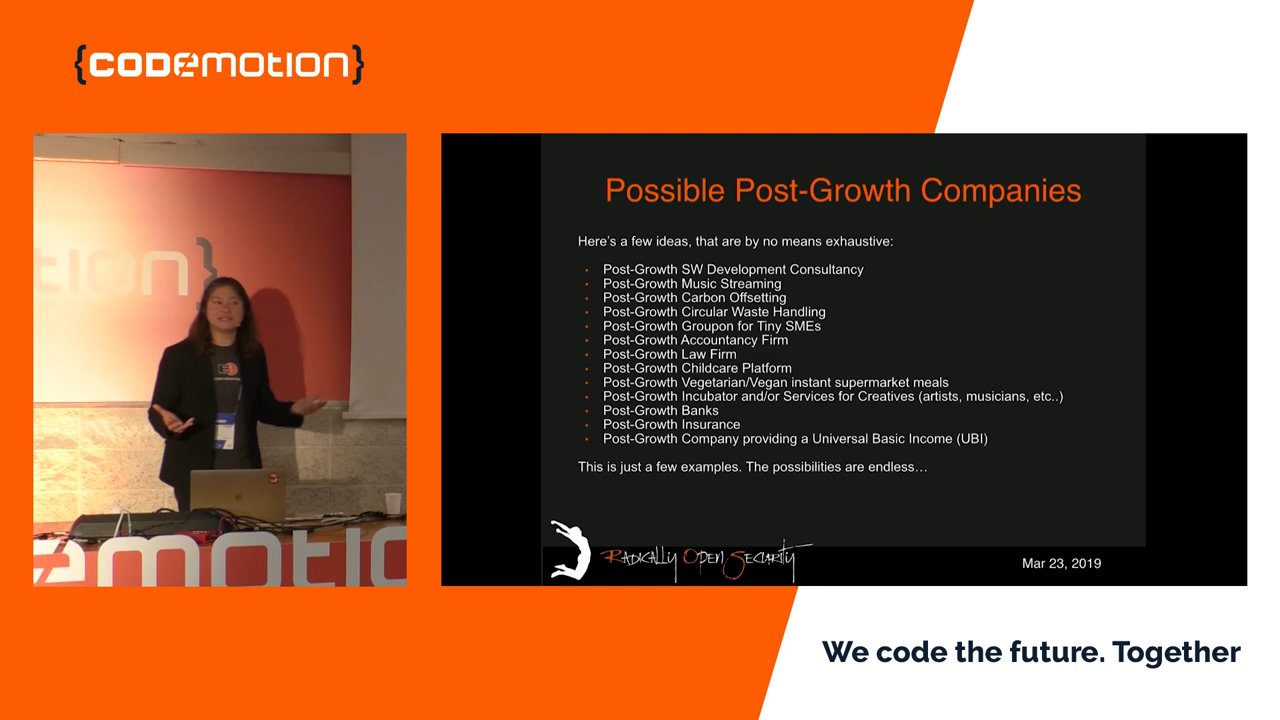 {CODEMOTION}
tion}
Possible Post-Growth Companies
Here's a few ideas, that are by no means exhaustive:
Post-Growth SW Development Consultancy
Post-Growth Music Streaming
Post-Growth Carbon Offsetting
Post-Growth Circular Waste Handling
Post-Growth Groupon for Tiny SMEs
Post-Growth Accountancy Firm
Post-Growth Law Firm
Post-Growth Childcare Platform
Post-Growth Vegetarian/Vegan instant supermarket meals
Post-Growth Incubator and/or Services for Creatives (artists, musicians, etc..)
Post-Growth Banks
Post-Growth Insurance
Post-Growth Company providing a Universal Basic Income (UBI)
This is just a few examples. The possibilities are endless…
Radically Open Security
Mar 23, 2019
emotio
We code the future. Together